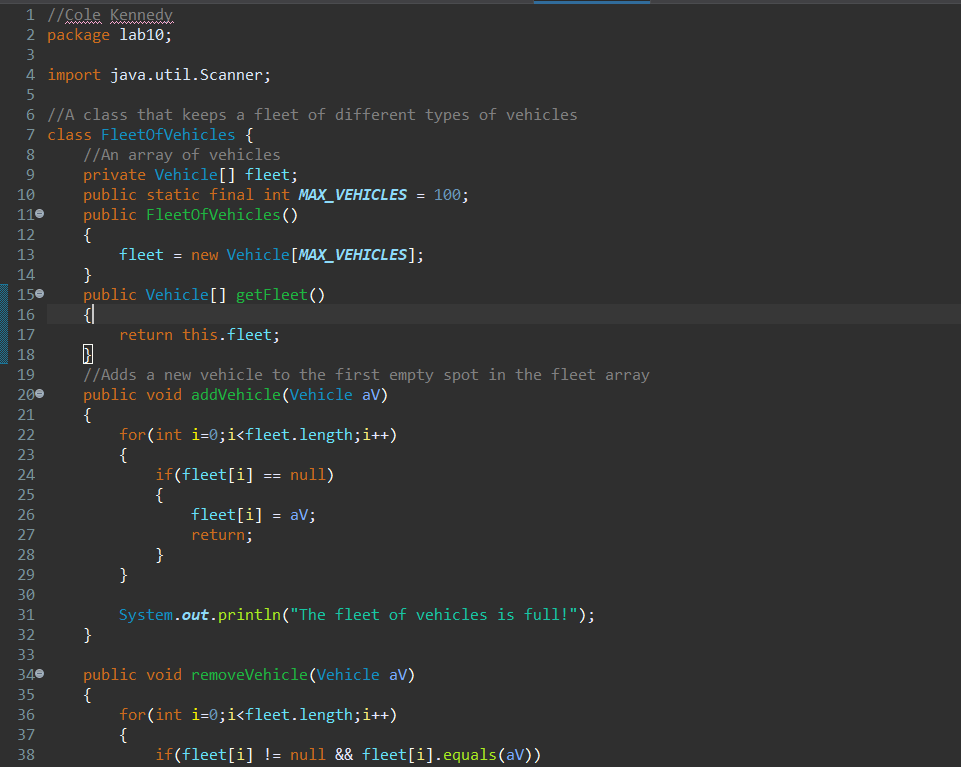 1 //Cole Kennedy
2 package lab10;
3
4 import java.util.Scanner;
5
6 //A class that keeps a fleet of different types of vehicles
7 class FleetOfVehicles {
8     //An array of vehicles
9     private Vehicle[] fleet;
10     public static final int MAX_VEHICLES = 100;
11     public FleetOfVehicles()
12     {
13         fleet = new Vehicle[MAX_VEHICLES];
14     }
15     public Vehicle[] getFleet()
16     {
17         return this.fleet;
18     }
19     //Adds a new vehicle to the first empty spot in the fleet array
20     public void addVehicle(Vehicle aV)
21     {
22         for(int i=0;i<fleet.length;i++)
23         {
24             if(fleet[i] == null)
25             {
26                 fleet[i] = aV;
27                 return;
28             }
29         }
30
31         System.out.println("The fleet of vehicles is full!");
32     }
33
34     public void removeVehicle(Vehicle aV)
35     {
36         for(int i=0;i<fleet.length;i++)
37         {
38             if(fleet[i] != null && fleet[i].equals(aV))